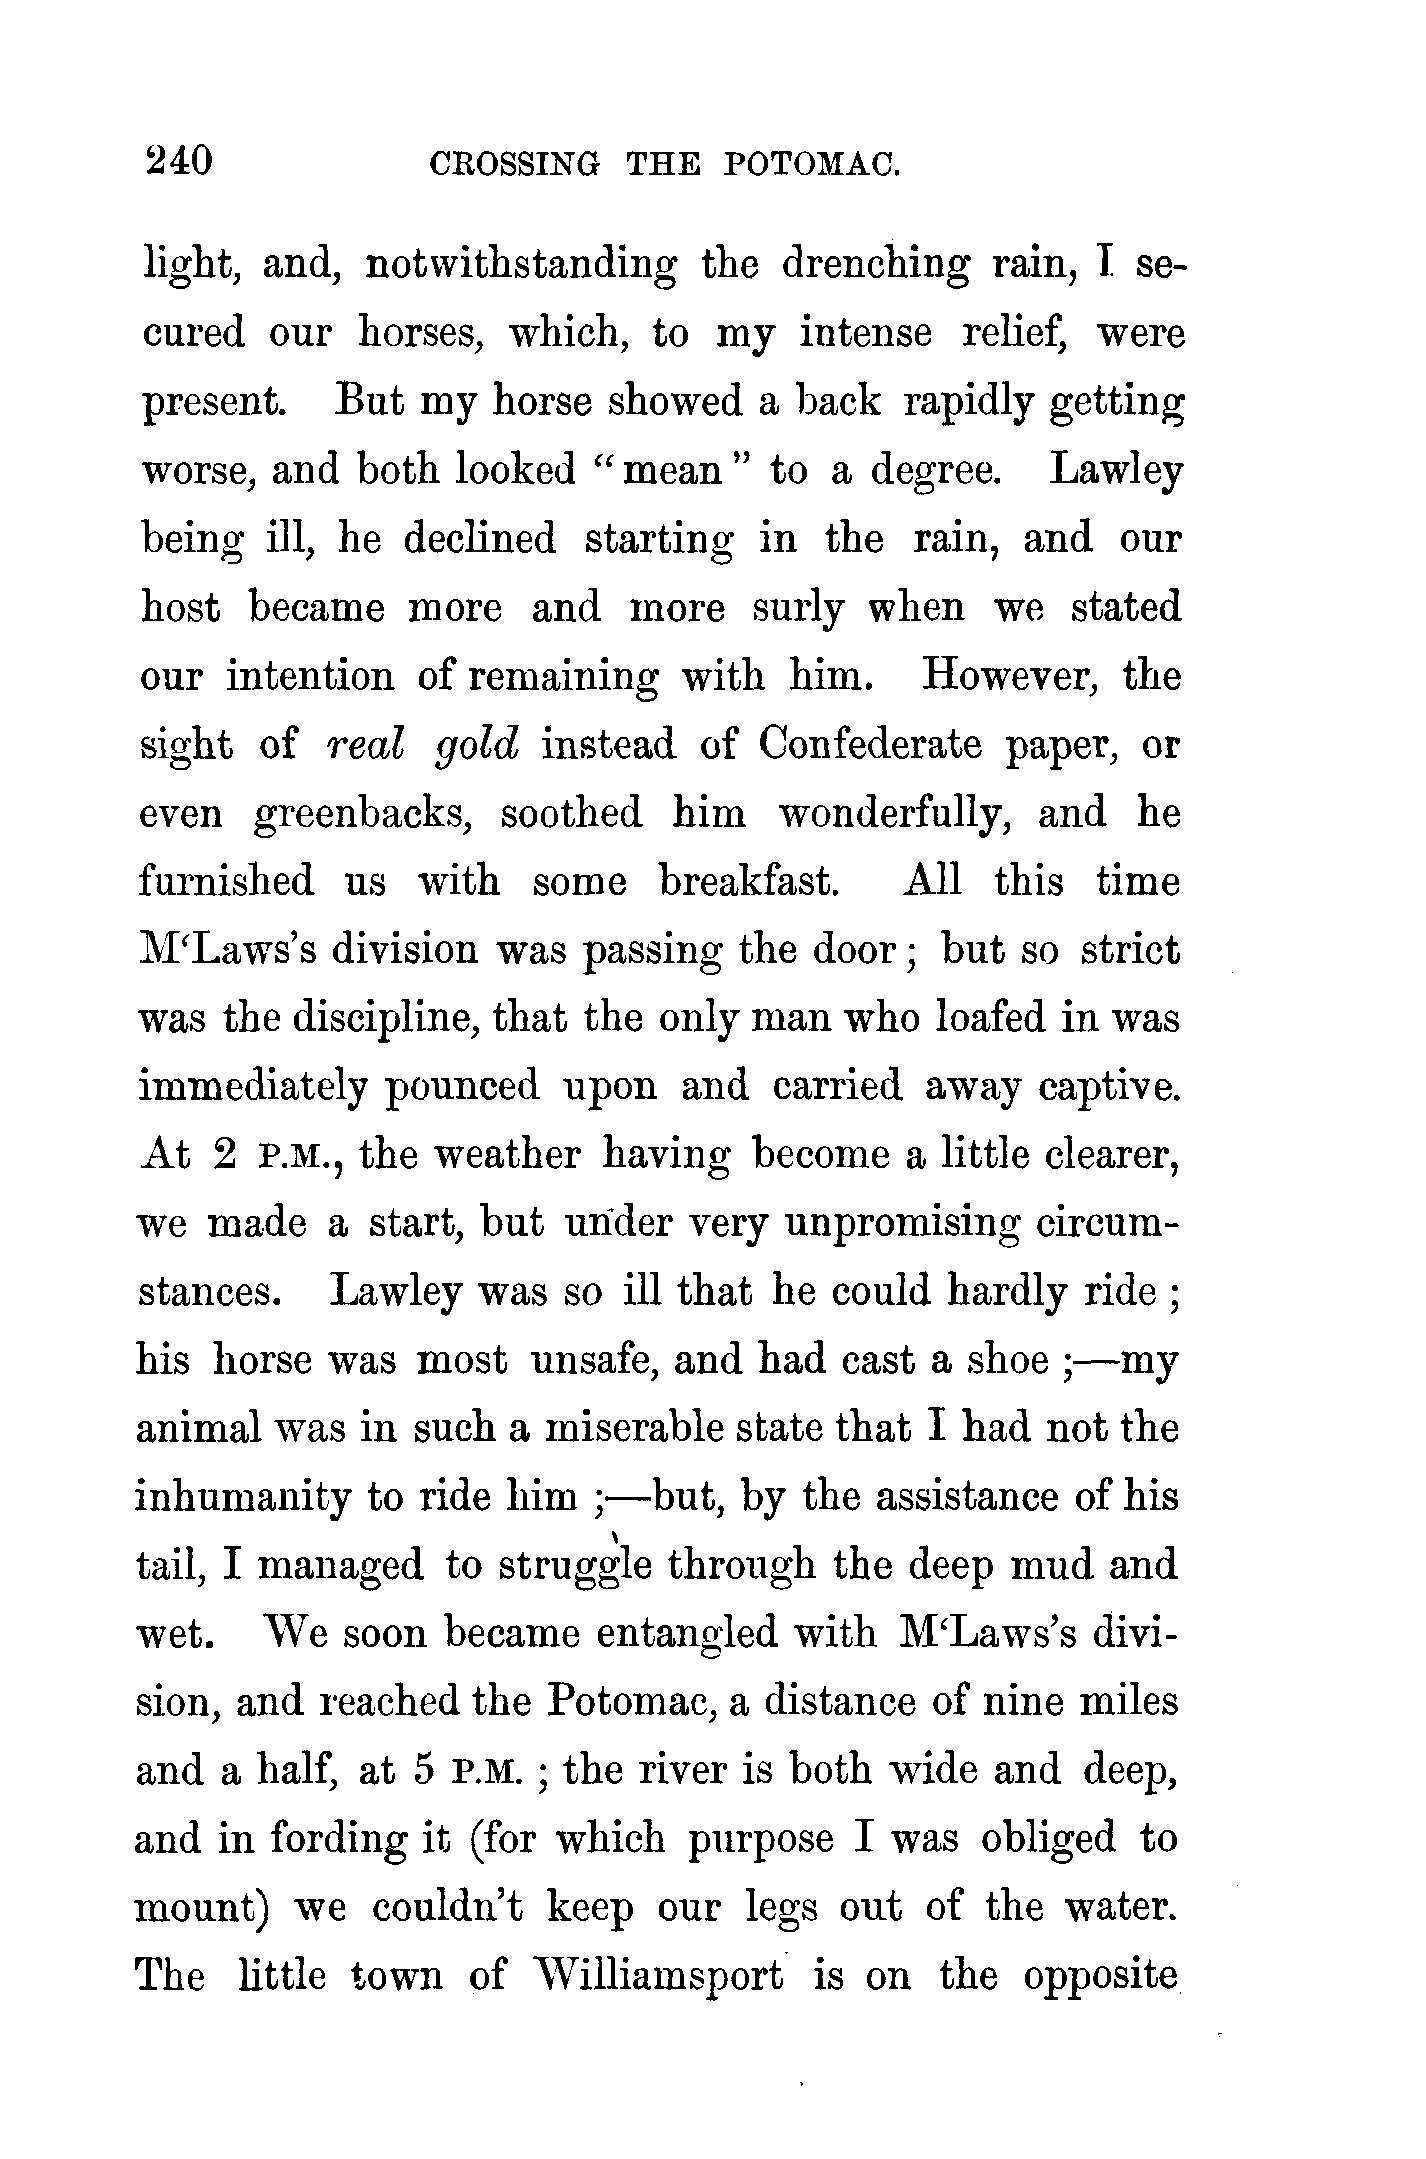 240 CROSSING THE POTOMAC.
light, and, notwithstanding the drenching rain, I se-
cured our horses, which, to my intense relief, were
present. But my horse showed a back rapidly getting
worse, and both looked “mean” to a degree. Lawley
being ill, he declined starting in the rain, and our
host became more and more surly when we stated
our intention of remaining with him. However, the
sight of real gold instead of Confederate paper, or
even greenbacks, soothed him wonderfully, and he
furnished us with some breakfast. All this time
M‘Laws’s division was passing the door; but so strict
was the discipline, that the only man who loafed in was
immediately pounced upon and carried away captive.
At 2 P.M., the weather having become a little clearer,
we made a start, but under very unpromising circum-
stances. Lawley was so ill that he could hardly ride;
his horse was most unsafe, and had cast a shoe;—my
animal was in such a miserable state that I had not the
inhumanity to ride him;—but, by the assistance of his
tail, I managed to struggle through the deep mud and
wet. We soon became entangled with M‘Laws’s divi-
sion, and reached the Potomac, a distance of nine miles
and a half, at 5 P.M.; the river is both wide and deep,
and in fording it (for which purpose I was obliged to
mount) we couldn’t keep our legs out of the water.
The little town of Williamsport is on the opposite